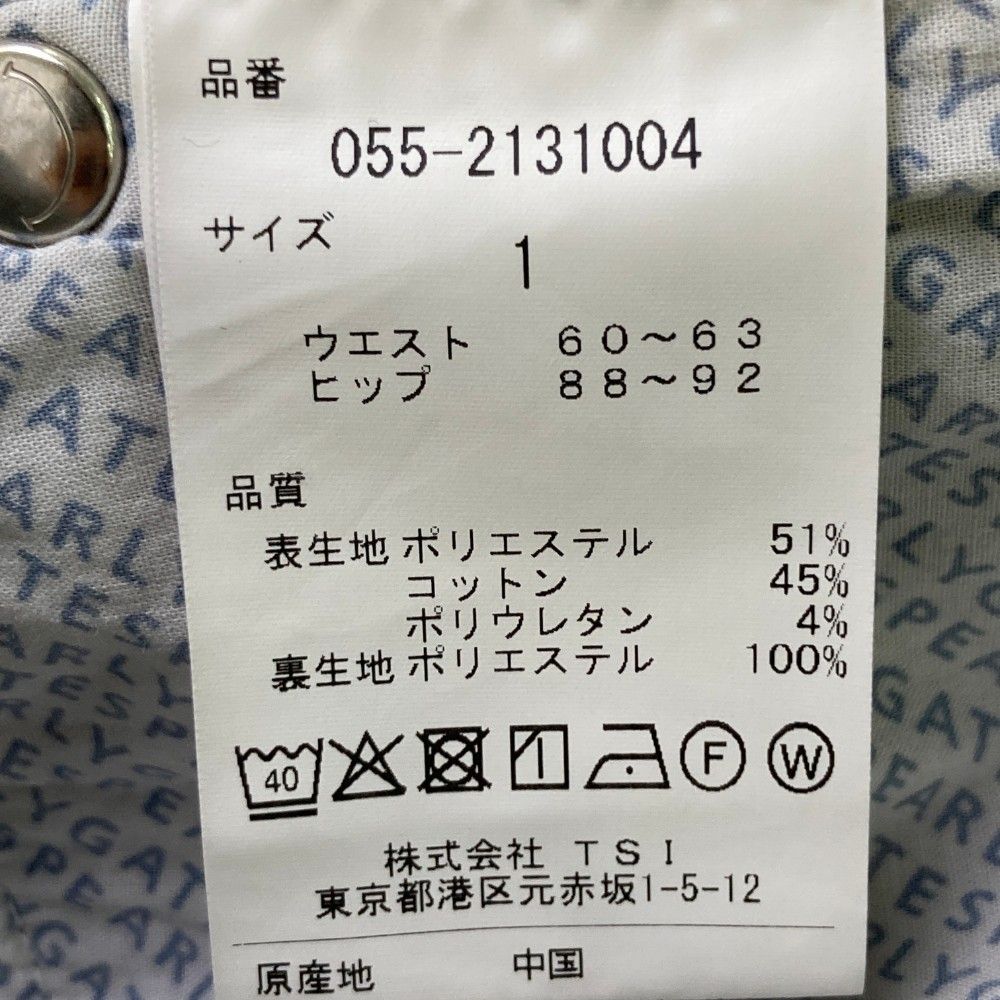 品番
055-2131004
サイズ
1
ウエスト 60～63
ヒップ 88～92
品質
表生地 ポリエステル 51%
コットン 45%
ポリウレタン 4%
裏生地 ポリエステル 100%
40 F W
株式会社 TSI
東京都港区元赤坂1-5-12
原産地 中国